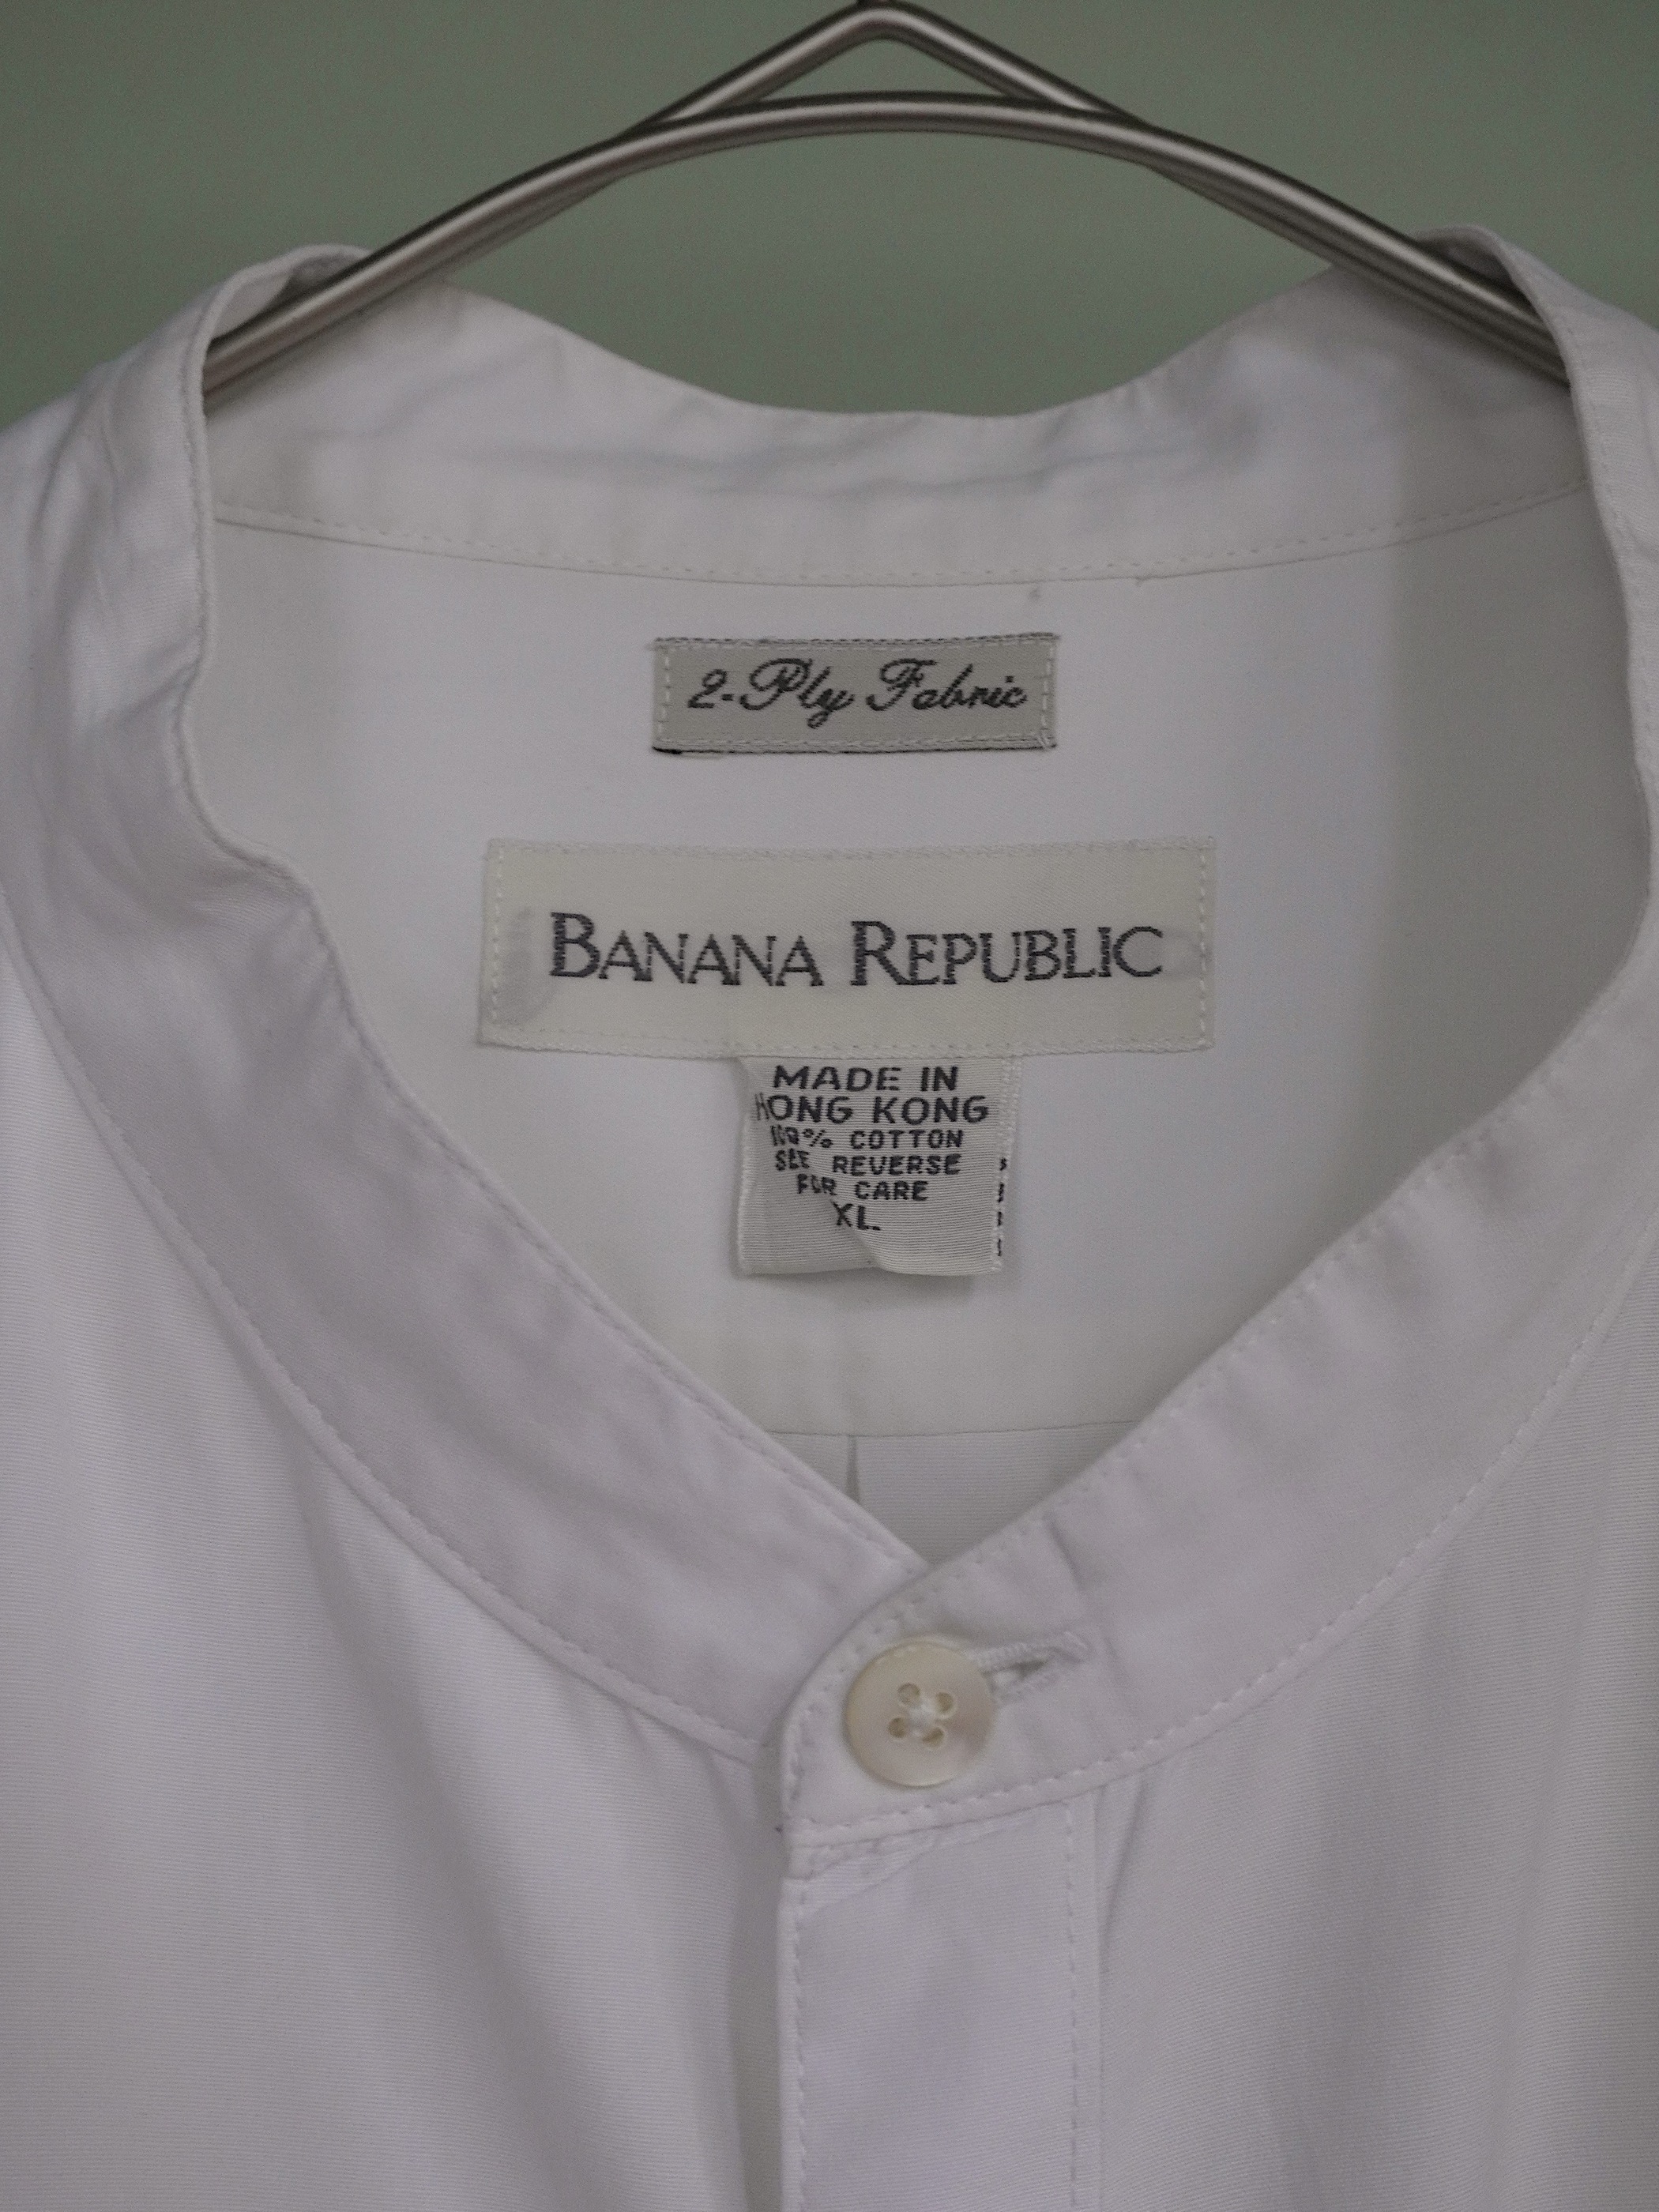 2-Ply Fabric
BANANA REPUBLIC
MADE IN
HONG KONG
100% COTTON
SEE REVERSE
FOR CARE
XL